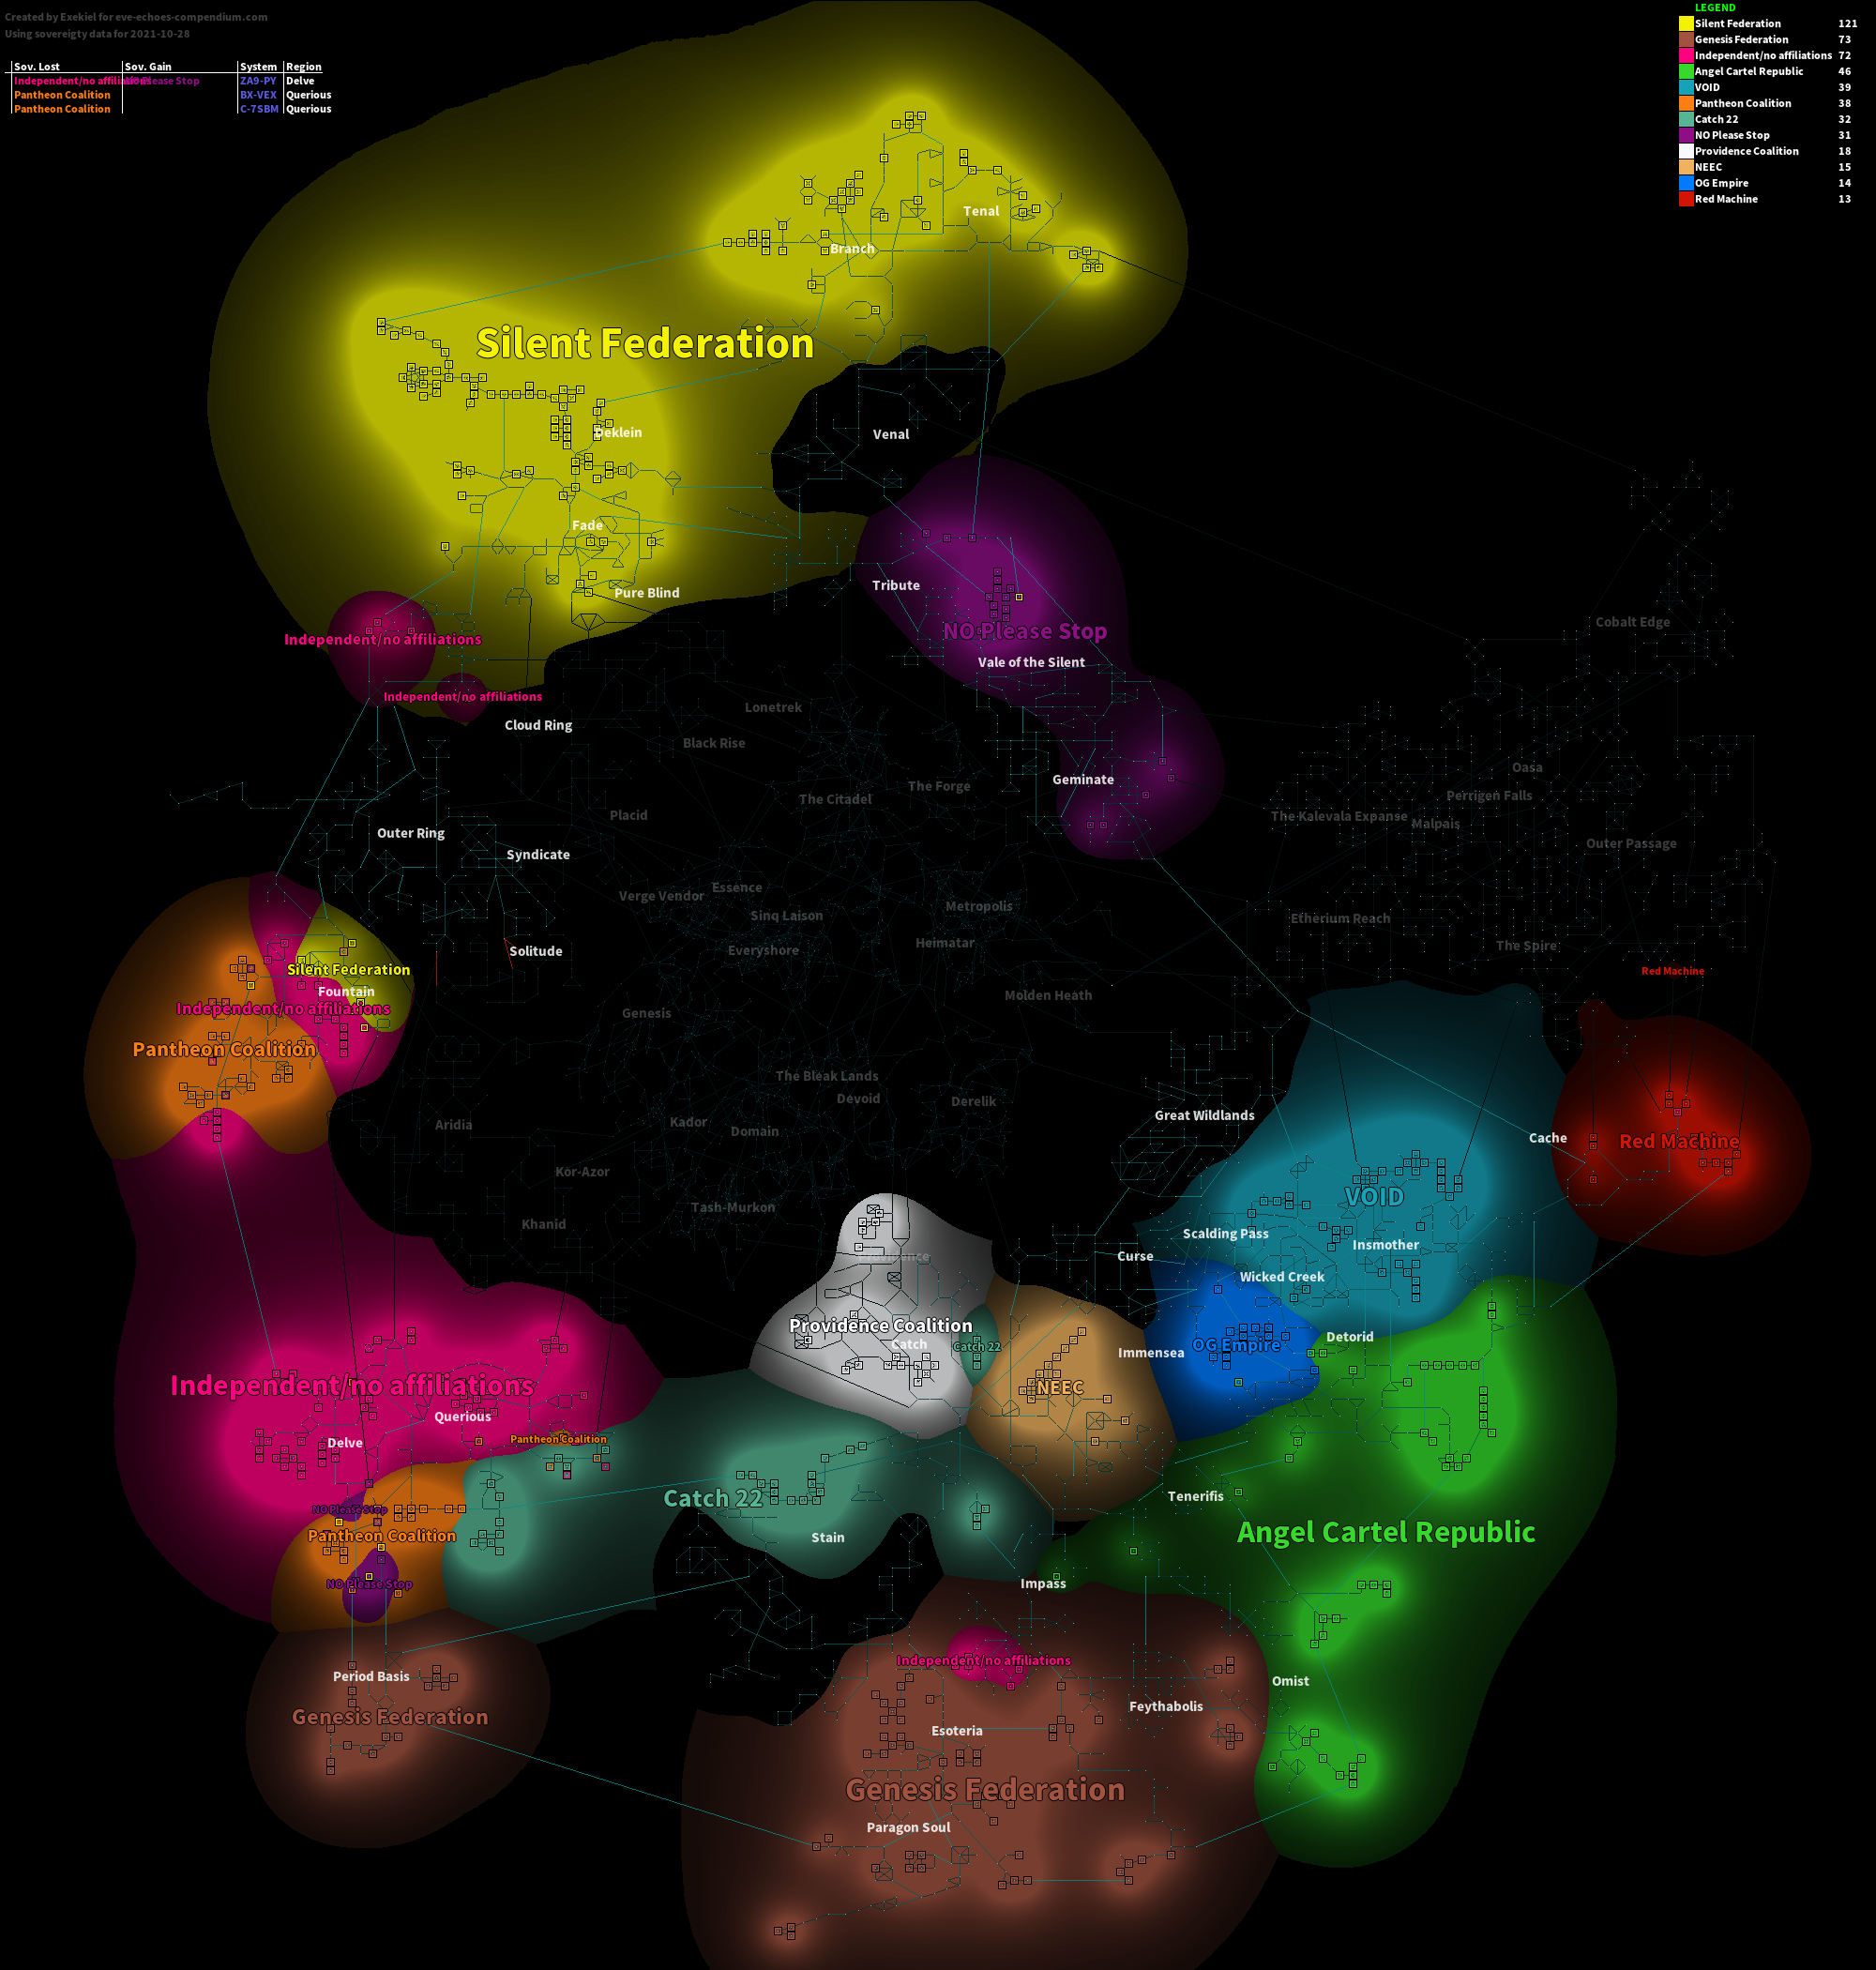 Created by Exekiel for eve-echoes-compendium.com
Using sovereigty data for 2021-10-28
Sov. Lost Sov. Gain System Region
Independent/no affiliations NO Please Stop ZA9-PY Delve
Pantheon Coalition BX-VEX Querious
Pantheon Coalition C-7SBM Querious
LEGEND
Silent Federation 121
Genesis Federation 73
Independent/no affiliations 72
Angel Cartel Republic 46
VOID 39
Pantheon Coalition 38
Catch 22 32
NO Please Stop 31
Providence Coalition 18
NEEC 15
OG Empire 14
Red Machine 13
Tenal
Branch
Silent Federation
Deklein
Venal
Fade
Tribute
Pure Blind
Cobalt Edge
NO Please Stop
Independent/no affiliations
Vale of the Silent
Independent/no affiliations
Lonetrek
Cloud Ring
Black Rise
Oasa
Geminate
The Forge
Perrigen Falls
The Citadel
Placid
The Kalevala Expanse
Malpais
Outer Ring
Outer Passage
Syndicate
Essence
Verge Vendor
Metropolis
Sinq Laison
Etherium Reach
Heimatar
The Spire
Everyshore
Solitude
Silent Federation
Red Machine
Fountain
Molden Heath
Independent/no affiliations
Genesis
Pantheon Coalition
The Bleak Lands
Devoid
Derelik
Great Wildlands
Kador
Aridia
Domain
Cache
Red Machine
Kor-Azor
VOID
Tash-Murkon
Khanid
Scalding Pass
Insmother
Curse
Wicked Creek
Providence Coalition
Detorid
Catch
Catch 22
OG Empire
Immensea
Independent/no affiliations
NEEC
Querious
Pantheon Coalition
Delve
Tenerifis
Catch 22
NO Please Stop
Angel Cartel Republic
Pantheon Coalition
Stain
NO Please Stop
Impass
Independent/no affiliations
Period Basis
Omist
Feythabolis
Genesis Federation
Esoteria
Genesis Federation
Paragon Soul